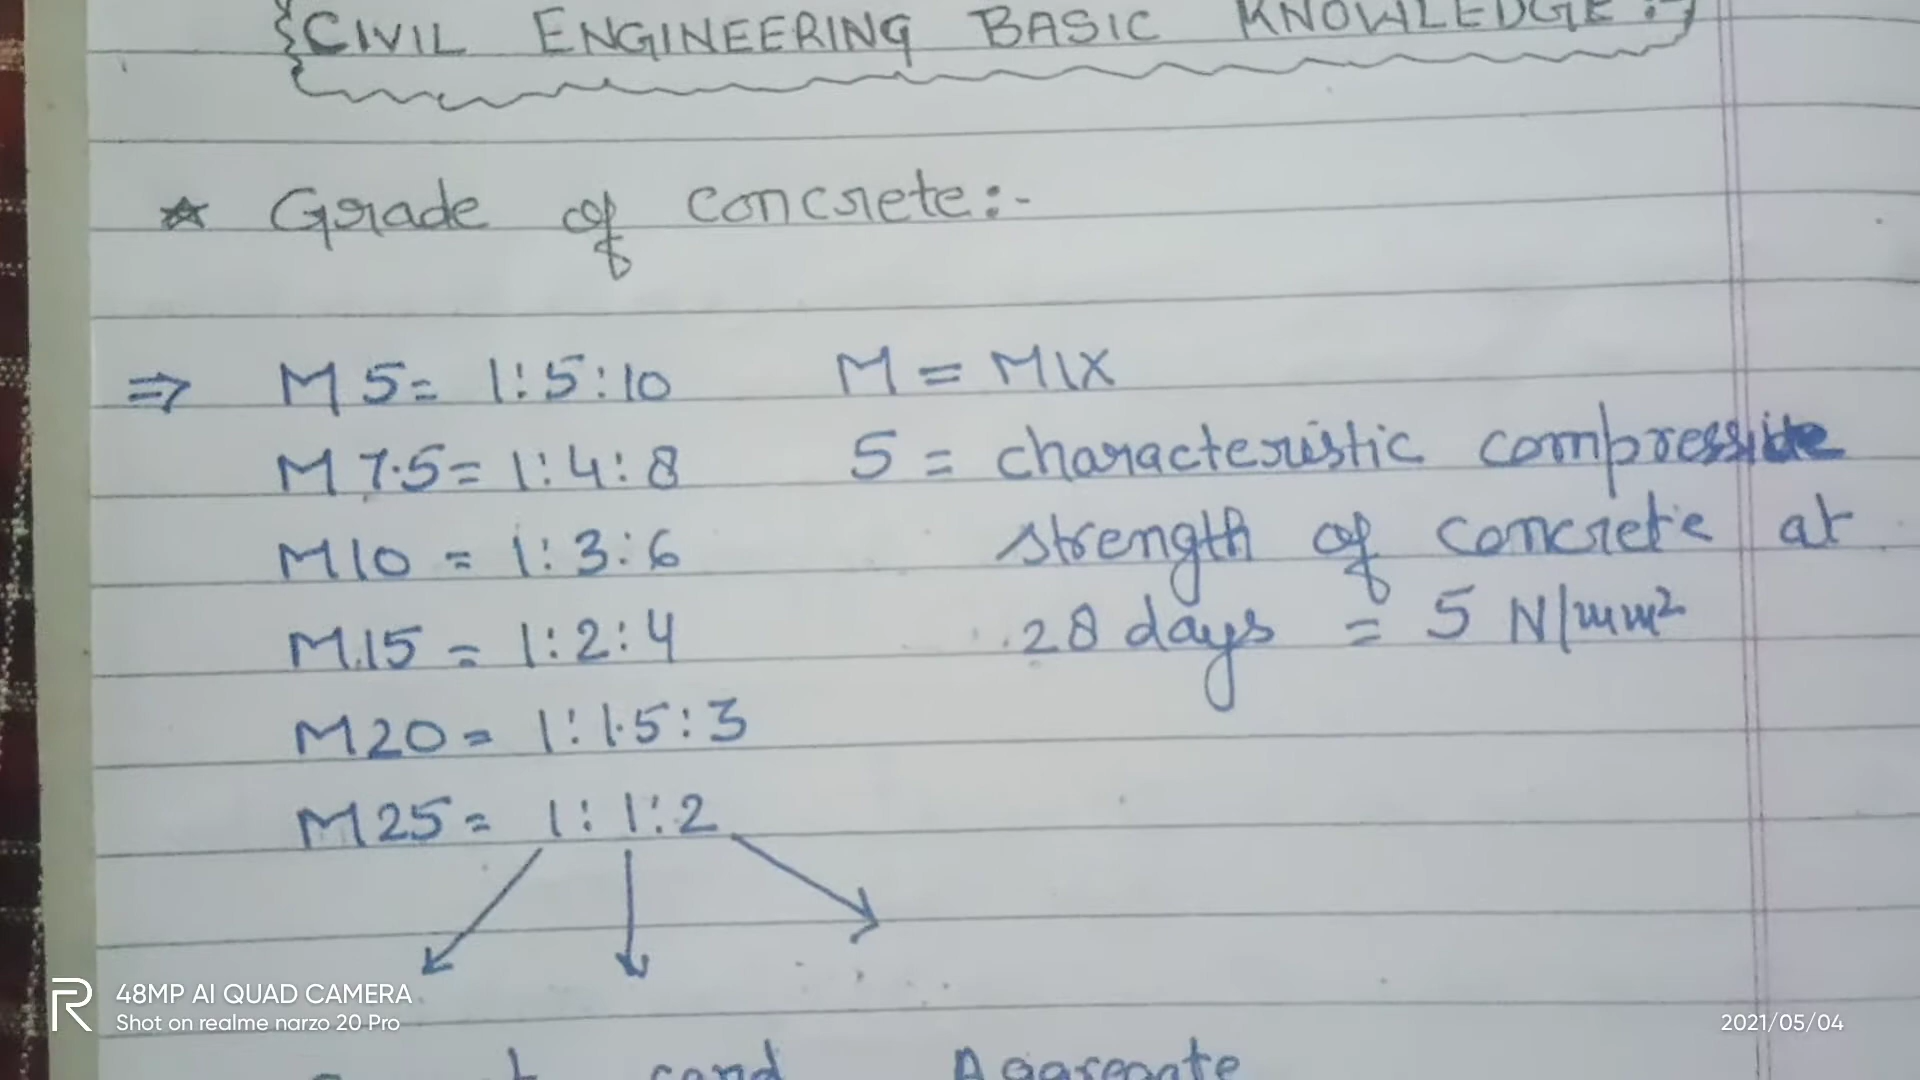 CIVIL ENGINEERING BASIC KNOWLEDGE:-
☆ Grade of concrete:-
⇒ M5 = 1:5:10 M = MIX
M7.5 = 1:4:8 5 = characteristic compressive
M10 = 1:3:6 strength of concrete at
M15 = 1:2:4 28 days = 5 N/mm²
M20 = 1:1.5:3
M25 = 1:1:2
sand Aggregate
48MP AI QUAD CAMERA
Shot on realme narzo 20 Pro
2021/05/04